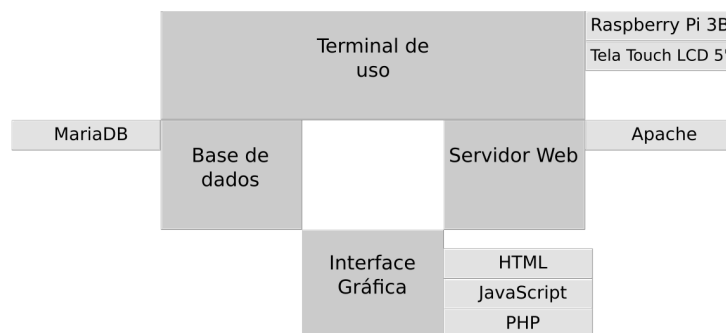 Terminal de
uso
Raspberry Pi 3B
Tela Touch LCD 5"
MariaDB
Base de
dados
Servidor Web
Apache
Interface
Gráfica
HTML
JavaScript
PHP